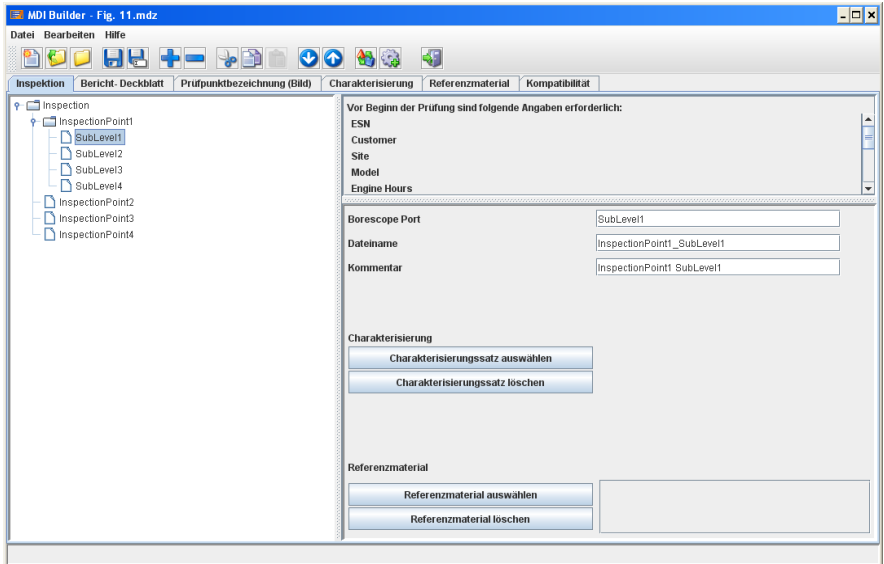 MDI Builder - Fig. 11.mdz
Datei Bearbeiten Hilfe
Inspektion Bericht- Deckblatt Prüfpunktbezeichnung (Bild) Charakterisierung Referenzmaterial Kompatibilität
Inspection
InspectionPoint1
SubLevel1
SubLevel2
SubLevel3
SubLevel4
InspectionPoint2
InspectionPoint3
InspectionPoint4
Vor Beginn der Prüfung sind folgende Angaben erforderlich:
ESN
Customer
Site
Model
Engine Hours
Borescope Port SubLevel1
Dateiname InspectionPoint1_SubLevel1
Kommentar InspectionPoint1 SubLevel1
Charakterisierung
Charakterisierungssatz auswählen
Charakterisierungssatz löschen
Referenzmaterial
Referenzmaterial auswählen
Referenzmaterial löschen